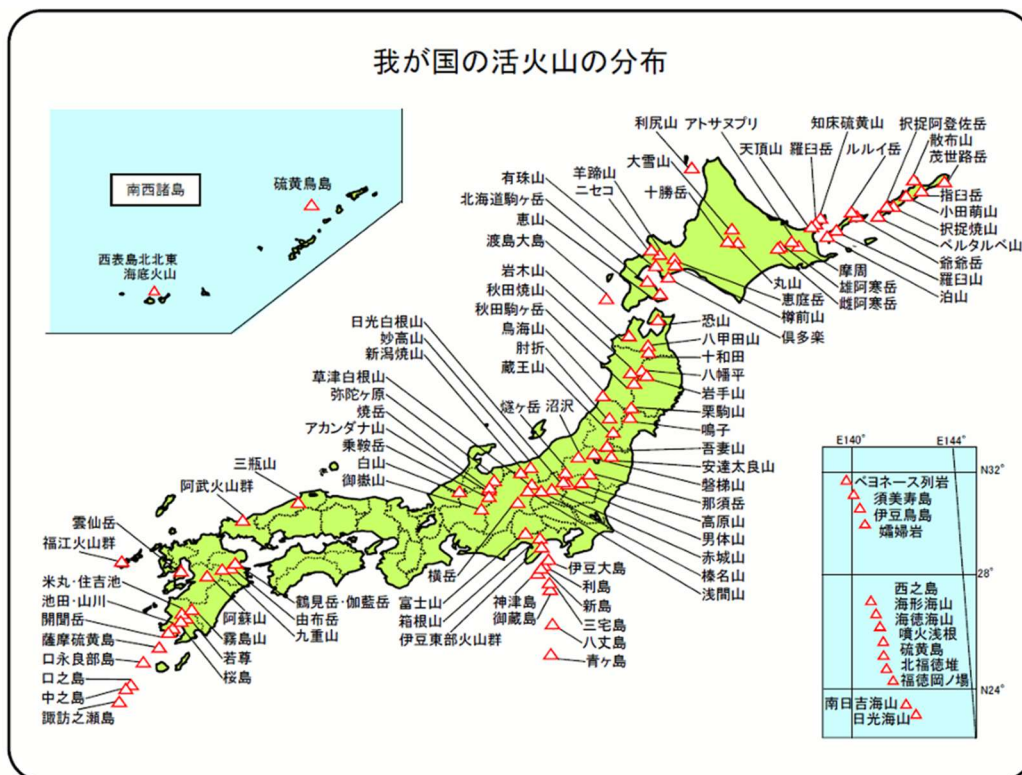 我が国の活火山の分布
南西諸島
硫黄鳥島
西表島北北東
海底火山
利尻山
アトサヌプリ
知床硫黄山
択捉阿登佐岳
散布山
茂世路岳
天頂山
羅臼岳
ルルイ岳
大雪山
十勝岳
羊蹄山
ニセコ
有珠山
北海道駒ヶ岳
恵山
渡島大島
指臼岳
小田萌山
択捉焼山
ベルタルベ山
爺爺岳
羅臼山
泊山
摩周
雄阿寒岳
雌阿寒岳
丸山
恵庭岳
樽前山
倶多楽
岩木山
秋田焼山
秋田駒ヶ岳
鳥海山
肘折
蔵王山
恐山
八甲田山
十和田
八幡平
岩手山
栗駒山
鳴子
吾妻山
安達太良山
磐梯山
那須岳
高原山
男体山
赤城山
榛名山
浅間山
日光白根山
妙高山
新潟焼山
燧ヶ岳
沼沢
草津白根山
弥陀ヶ原
焼岳
アカンダナ山
乗鞍岳
白山
御嶽山
三瓶山
阿武火山群
雲仙岳
福江火山群
米丸・住吉池
池田・山川
開聞岳
薩摩硫黄島
口永良部島
口之島
中之島
諏訪之瀬島
鶴見岳・伽藍岳
由布岳
九重山
阿蘇山
霧島山
若尊
桜島
横岳
富士山
箱根山
伊豆東部火山群
伊豆大島
利島
新島
神津島
三宅島
御蔵島
八丈島
青ヶ島
E140°
E144°
N32°
ベヨネース列岩
須美寿島
伊豆鳥島
孀婦岩
28°
西之島
海形海山
海徳海山
噴火浅根
硫黄島
北福徳堆
福徳岡ノ場
N24°
南日吉海山
日光海山